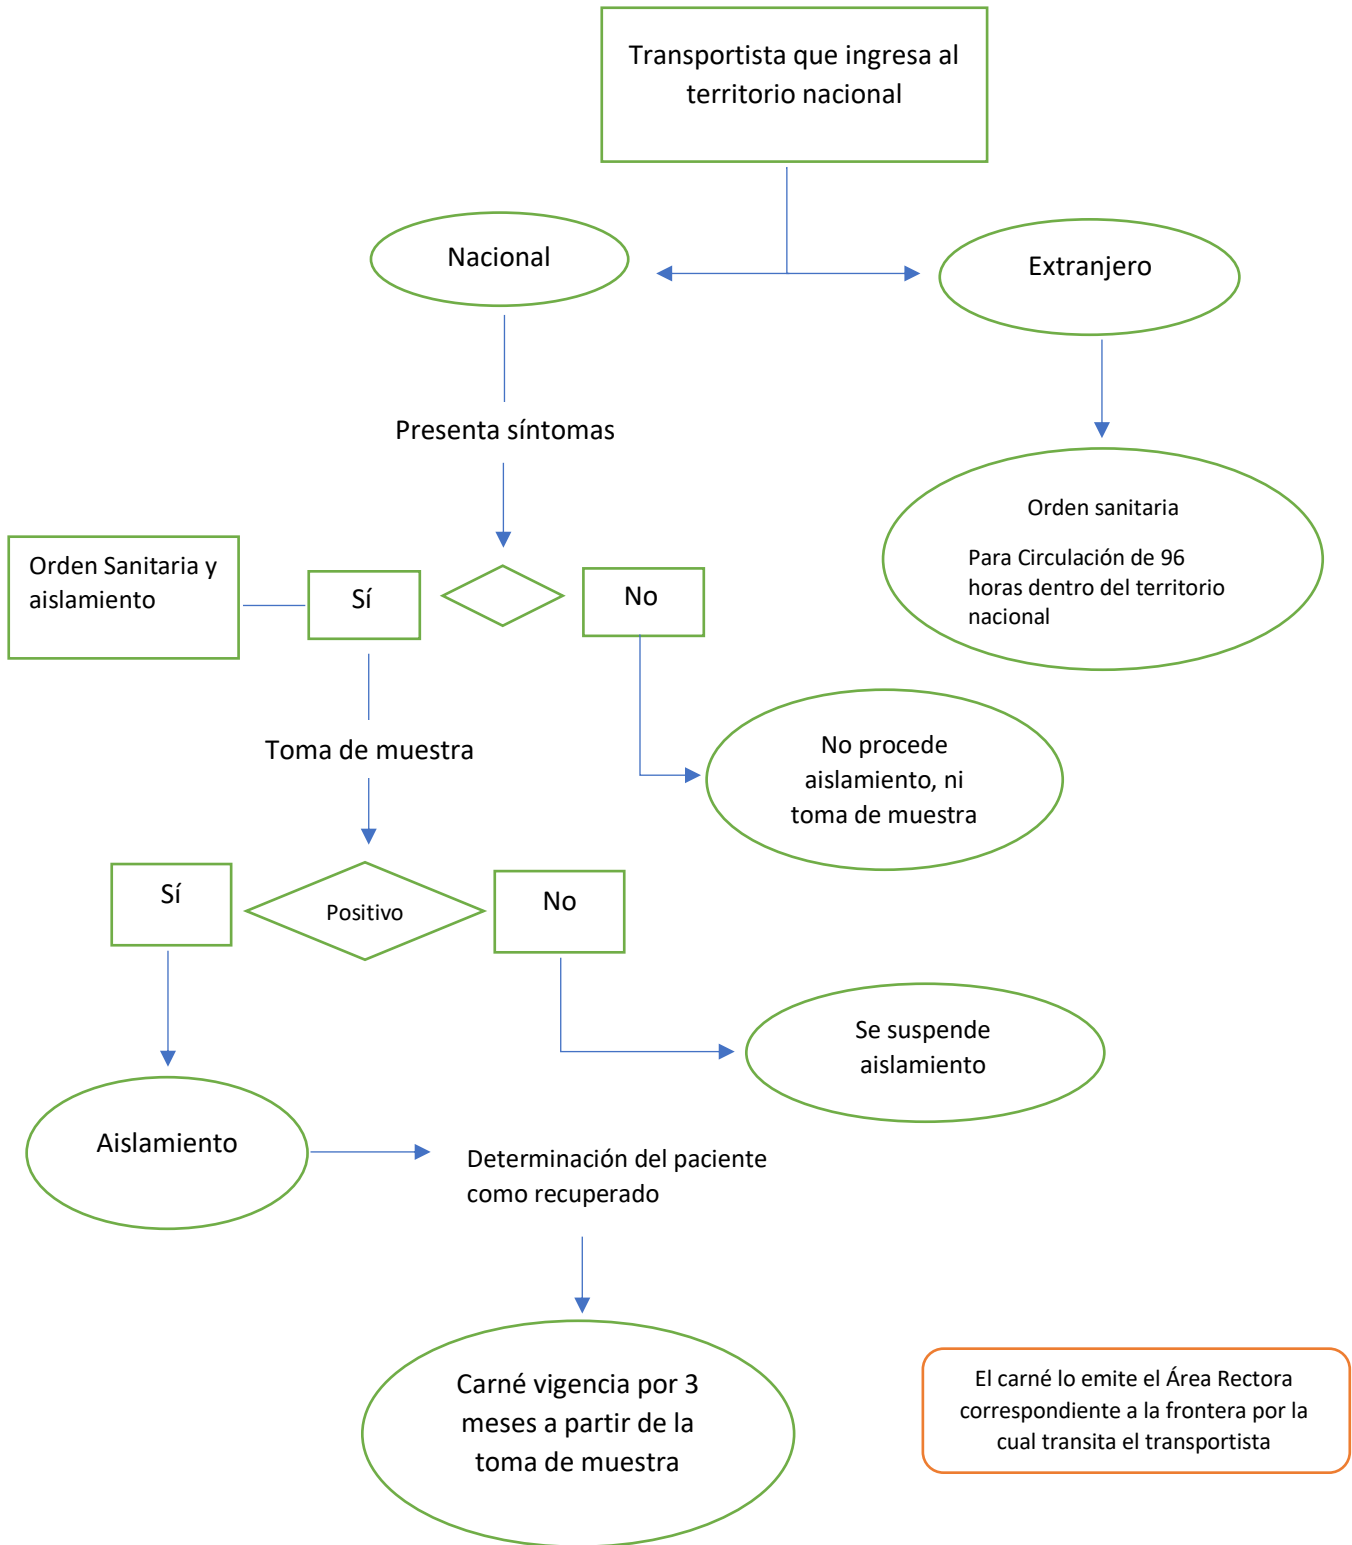 Transportista que ingresa al
territorio nacional
Nacional
Extranjero
Presenta síntomas
Orden sanitaria
Para Circulación de 96
horas dentro del territorio
nacional
Orden Sanitaria y
aislamiento
Sí
No
No procede
aislamiento, ni
toma de muestra
Toma de muestra
Sí
Positivo
No
Se suspende
aislamiento
Aislamiento
Determinación del paciente
como recuperado
Carné vigencia por 3
meses a partir de la
toma de muestra
El carné lo emite el Área Rectora
correspondiente a la frontera por la
cual transita el transportista